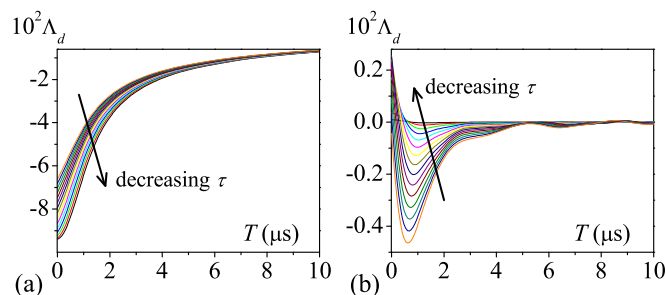 10²Λ_d
-2
-4
-6
-8
decreasing τ
T (μs)
0 2 4 6 8 10
(a)
10²Λ_d
0.2
0.0
-0.2
-0.4
decreasing τ
T (μs)
0 2 4 6 8 10
(b)